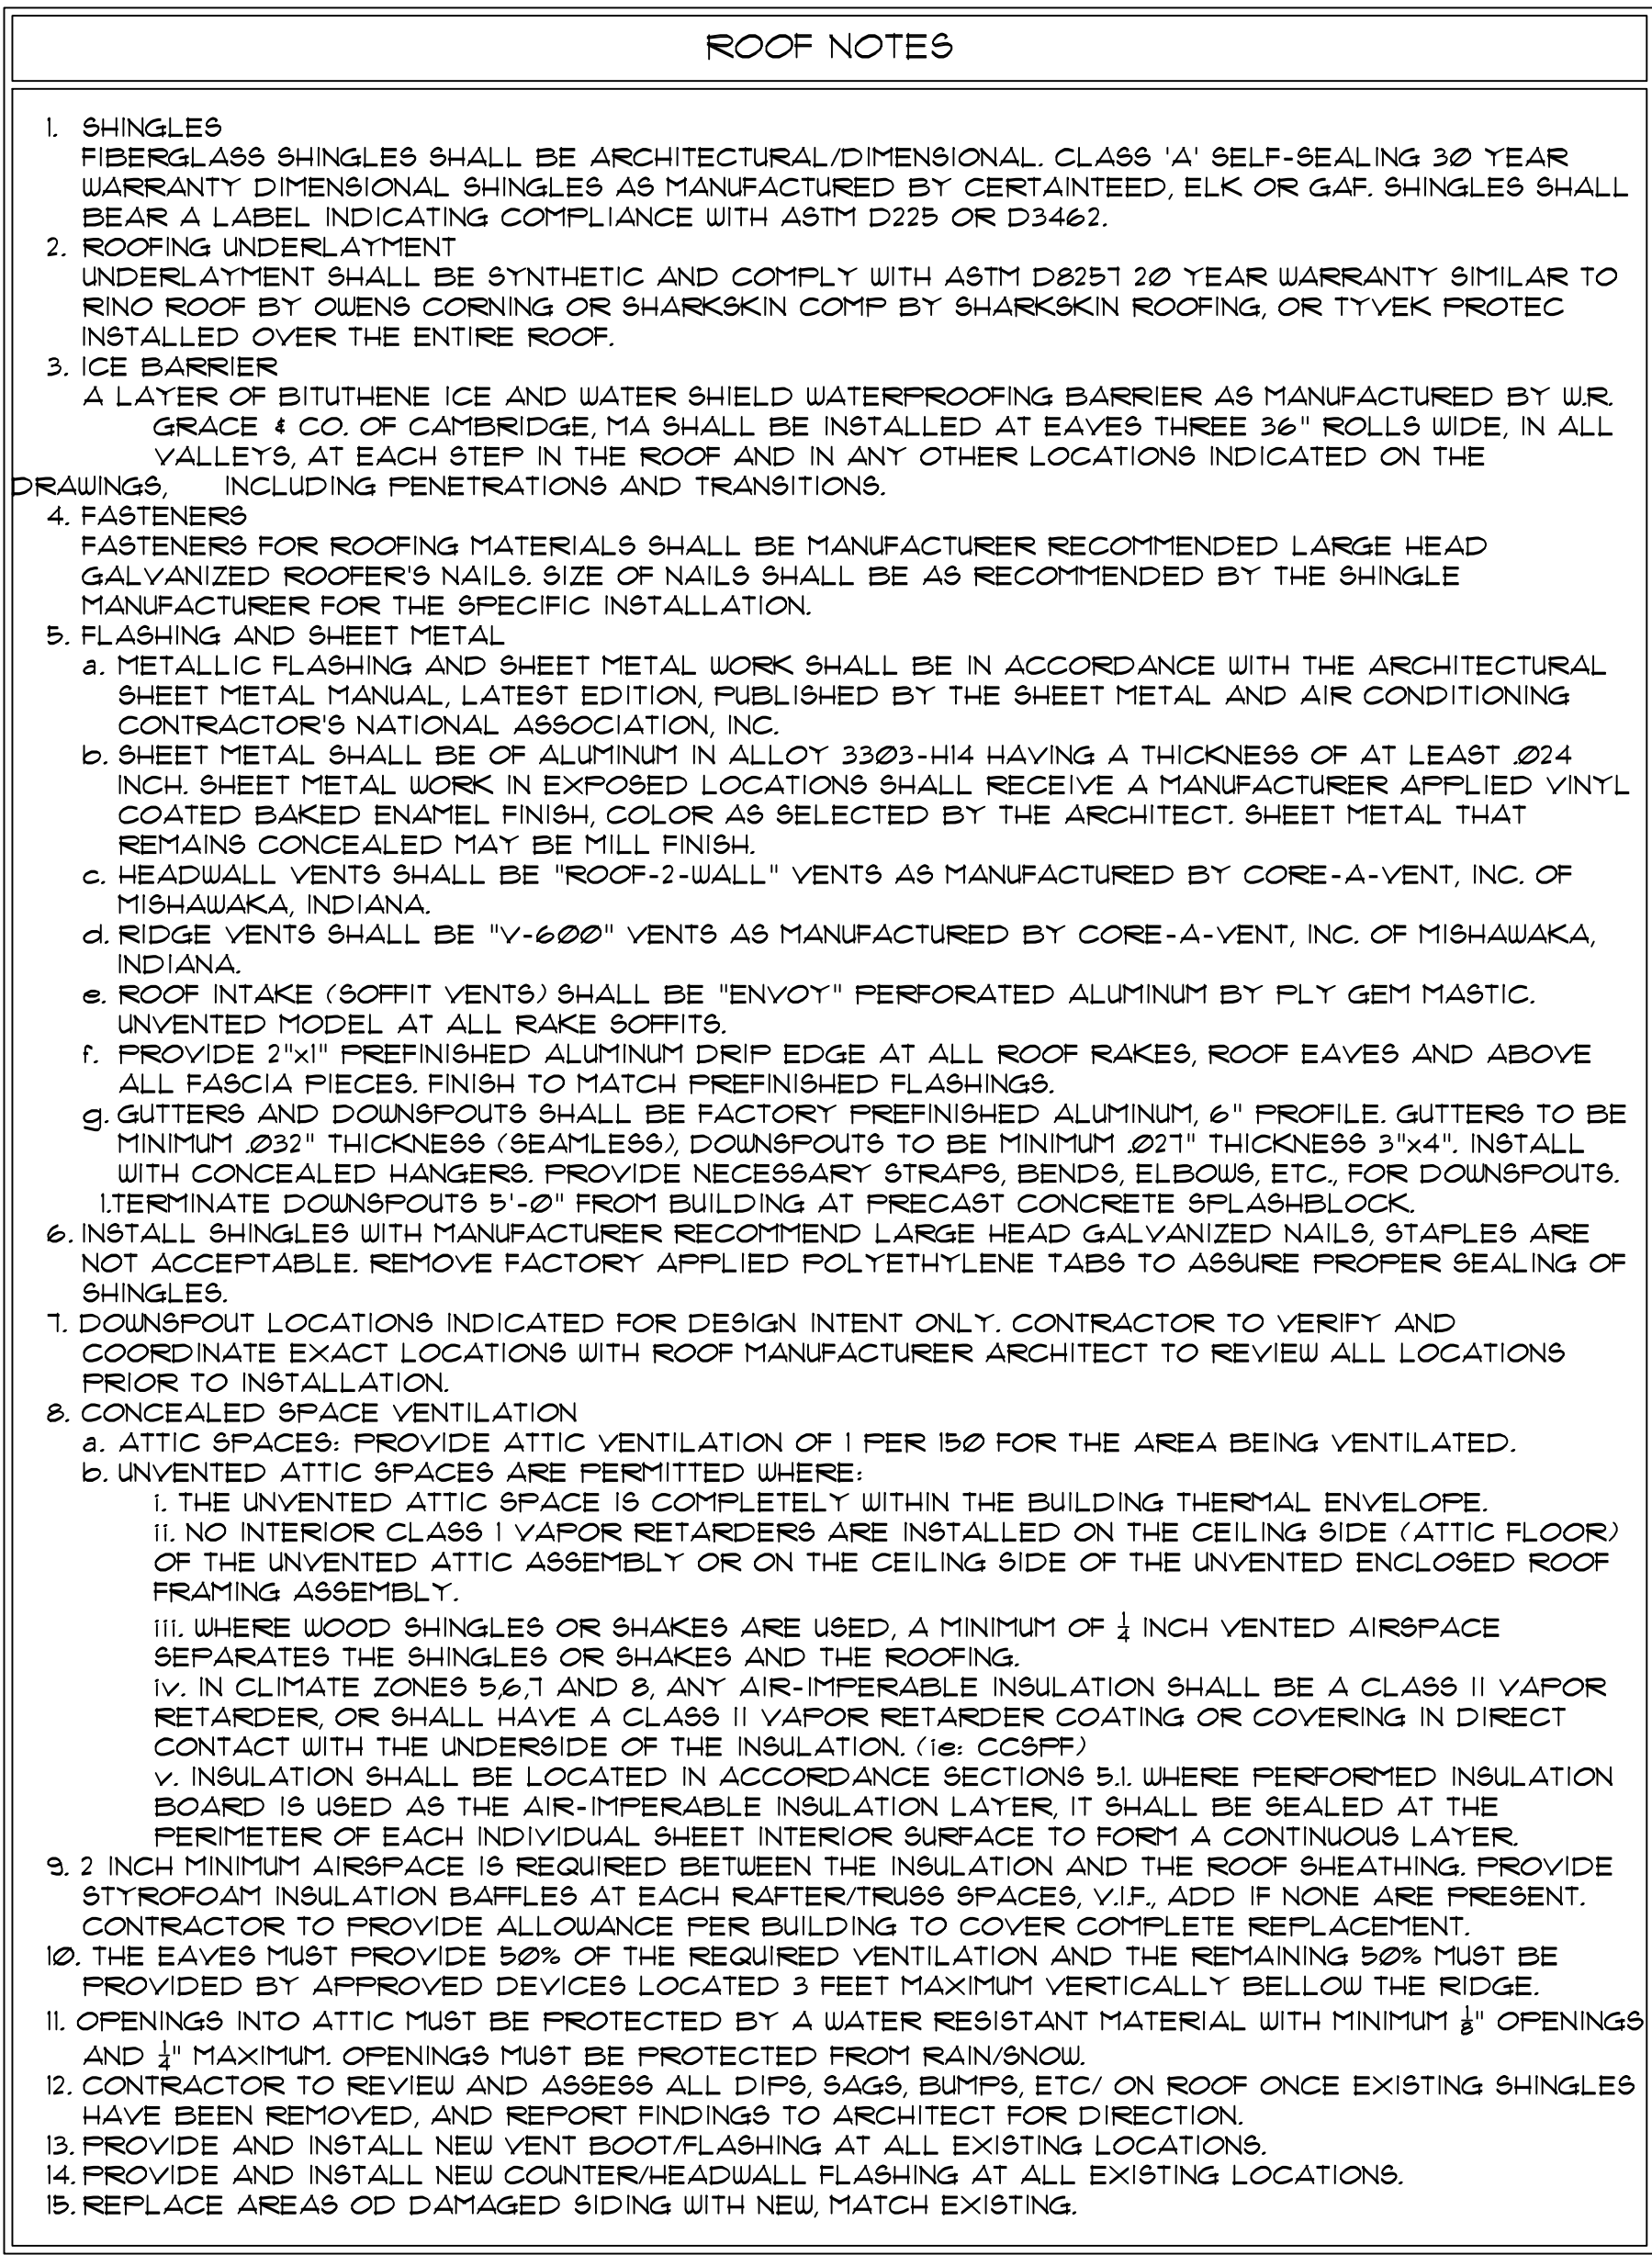 ROOF NOTES
1. SHINGLES
FIBERGLASS SHINGLES SHALL BE ARCHITECTURAL/DIMENSIONAL. CLASS 'A' SELF-SEALING 30 YEAR
WARRANTY DIMENSIONAL SHINGLES AS MANUFACTURED BY CERTAINTEED, ELK OR GAF. SHINGLES SHALL
BEAR A LABEL INDICATING COMPLIANCE WITH ASTM D225 OR D3462.
2. ROOFING UNDERLAYMENT
UNDERLAYMENT SHALL BE SYNTHETIC AND COMPLY WITH ASTM D8257 20 YEAR WARRANTY SIMILAR TO
RINO ROOF BY OWENS CORNING OR SHARKSKIN COMP BY SHARKSKIN ROOFING, OR TYVEK PROTEC
INSTALLED OVER THE ENTIRE ROOF.
3. ICE BARRIER
A LAYER OF BITUTHENE ICE AND WATER SHIELD WATERPROOFING BARRIER AS MANUFACTURED BY W.R.
GRACE & CO. OF CAMBRIDGE, MA SHALL BE INSTALLED AT EAVES THREE 36" ROLLS WIDE, IN ALL
VALLEYS, AT EACH STEP IN THE ROOF AND IN ANY OTHER LOCATIONS INDICATED ON THE
DRAWINGS, INCLUDING PENETRATIONS AND TRANSITIONS.
4. FASTENERS
FASTENERS FOR ROOFING MATERIALS SHALL BE MANUFACTURER RECOMMENDED LARGE HEAD
GALVANIZED ROOFER'S NAILS. SIZE OF NAILS SHALL BE AS RECOMMENDED BY THE SHINGLE
MANUFACTURER FOR THE SPECIFIC INSTALLATION.
5. FLASHING AND SHEET METAL
a. METALLIC FLASHING AND SHEET METAL WORK SHALL BE IN ACCORDANCE WITH THE ARCHITECTURAL
SHEET METAL MANUAL, LATEST EDITION, PUBLISHED BY THE SHEET METAL AND AIR CONDITIONING
CONTRACTOR'S NATIONAL ASSOCIATION, INC.
b. SHEET METAL SHALL BE OF ALUMINUM IN ALLOY 3303-H14 HAVING A THICKNESS OF AT LEAST .024
INCH. SHEET METAL WORK IN EXPOSED LOCATIONS SHALL RECEIVE A MANUFACTURER APPLIED VINYL
COATED BAKED ENAMEL FINISH, COLOR AS SELECTED BY THE ARCHITECT. SHEET METAL THAT
REMAINS CONCEALED MAY BE MILL FINISH.
c. HEADWALL VENTS SHALL BE "ROOF-2-WALL" VENTS AS MANUFACTURED BY CORE-A-VENT, INC. OF
MISHAWAKA, INDIANA.
d. RIDGE VENTS SHALL BE "V-600" VENTS AS MANUFACTURED BY CORE-A-VENT, INC. OF MISHAWAKA,
INDIANA.
e. ROOF INTAKE (SOFFIT VENTS) SHALL BE "ENVOY" PERFORATED ALUMINUM BY PLY GEM MASTIC.
UNVENTED MODEL AT ALL RAKE SOFFITS.
f. PROVIDE 2"x1" PREFINISHED ALUMINUM DRIP EDGE AT ALL ROOF RAKES, ROOF EAVES AND ABOVE
ALL FASCIA PIECES. FINISH TO MATCH PREFINISHED FLASHINGS.
g. GUTTERS AND DOWNSPOUTS SHALL BE FACTORY PREFINISHED ALUMINUM, 6" PROFILE. GUTTERS TO BE
MINIMUM .032" THICKNESS (SEAMLESS), DOWNSPOUTS TO BE MINIMUM .027" THICKNESS 3"x4". INSTALL
WITH CONCEALED HANGERS. PROVIDE NECESSARY STRAPS, BENDS, ELBOWS, ETC., FOR DOWNSPOUTS.
1.TERMINATE DOWNSPOUTS 5'-0" FROM BUILDING AT PRECAST CONCRETE SPLASHBLOCK.
6. INSTALL SHINGLES WITH MANUFACTURER RECOMMEND LARGE HEAD GALVANIZED NAILS, STAPLES ARE
NOT ACCEPTABLE. REMOVE FACTORY APPLIED POLYETHYLENE TABS TO ASSURE PROPER SEALING OF
SHINGLES.
7. DOWNSPOUT LOCATIONS INDICATED FOR DESIGN INTENT ONLY. CONTRACTOR TO VERIFY AND
COORDINATE EXACT LOCATIONS WITH ROOF MANUFACTURER ARCHITECT TO REVIEW ALL LOCATIONS
PRIOR TO INSTALLATION.
8. CONCEALED SPACE VENTILATION
a. ATTIC SPACES: PROVIDE ATTIC VENTILATION OF 1 PER 150 FOR THE AREA BEING VENTILATED.
b. UNVENTED ATTIC SPACES ARE PERMITTED WHERE:
i. THE UNVENTED ATTIC SPACE IS COMPLETELY WITHIN THE BUILDING THERMAL ENVELOPE.
ii. NO INTERIOR CLASS 1 VAPOR RETARDERS ARE INSTALLED ON THE CEILING SIDE (ATTIC FLOOR)
OF THE UNVENTED ATTIC ASSEMBLY OR ON THE CEILING SIDE OF THE UNVENTED ENCLOSED ROOF
FRAMING ASSEMBLY.
iii. WHERE WOOD SHINGLES OR SHAKES ARE USED, A MINIMUM OF 1/4 INCH VENTED AIRSPACE
SEPARATES THE SHINGLES OR SHAKES AND THE ROOFING.
iv. IN CLIMATE ZONES 5,6,7 AND 8, ANY AIR-IMPERABLE INSULATION SHALL BE A CLASS II VAPOR
RETARDER, OR SHALL HAVE A CLASS II VAPOR RETARDER COATING OR COVERING IN DIRECT
CONTACT WITH THE UNDERSIDE OF THE INSULATION. (ie: CCSPF)
v. INSULATION SHALL BE LOCATED IN ACCORDANCE SECTIONS 5.1. WHERE PERFORMED INSULATION
BOARD IS USED AS THE AIR-IMPERABLE INSULATION LAYER, IT SHALL BE SEALED AT THE
PERIMETER OF EACH INDIVIDUAL SHEET INTERIOR SURFACE TO FORM A CONTINUOUS LAYER.
9. 2 INCH MINIMUM AIRSPACE IS REQUIRED BETWEEN THE INSULATION AND THE ROOF SHEATHING. PROVIDE
STYROFOAM INSULATION BAFFLES AT EACH RAFTER/TRUSS SPACES, V.I.F., ADD IF NONE ARE PRESENT.
CONTRACTOR TO PROVIDE ALLOWANCE PER BUILDING TO COVER COMPLETE REPLACEMENT.
10. THE EAVES MUST PROVIDE 50% OF THE REQUIRED VENTILATION AND THE REMAINING 50% MUST BE
PROVIDED BY APPROVED DEVICES LOCATED 3 FEET MAXIMUM VERTICALLY BELLOW THE RIDGE.
11. OPENINGS INTO ATTIC MUST BE PROTECTED BY A WATER RESISTANT MATERIAL WITH MINIMUM 1/8" OPENINGS
AND 1/4" MAXIMUM. OPENINGS MUST BE PROTECTED FROM RAIN/SNOW.
12. CONTRACTOR TO REVIEW AND ASSESS ALL DIPS, SAGS, BUMPS, ETC/ ON ROOF ONCE EXISTING SHINGLES
HAVE BEEN REMOVED, AND REPORT FINDINGS TO ARCHITECT FOR DIRECTION.
13. PROVIDE AND INSTALL NEW VENT BOOT/FLASHING AT ALL EXISTING LOCATIONS.
14. PROVIDE AND INSTALL NEW COUNTER/HEADWALL FLASHING AT ALL EXISTING LOCATIONS.
15. REPLACE AREAS OD DAMAGED SIDING WITH NEW, MATCH EXISTING.